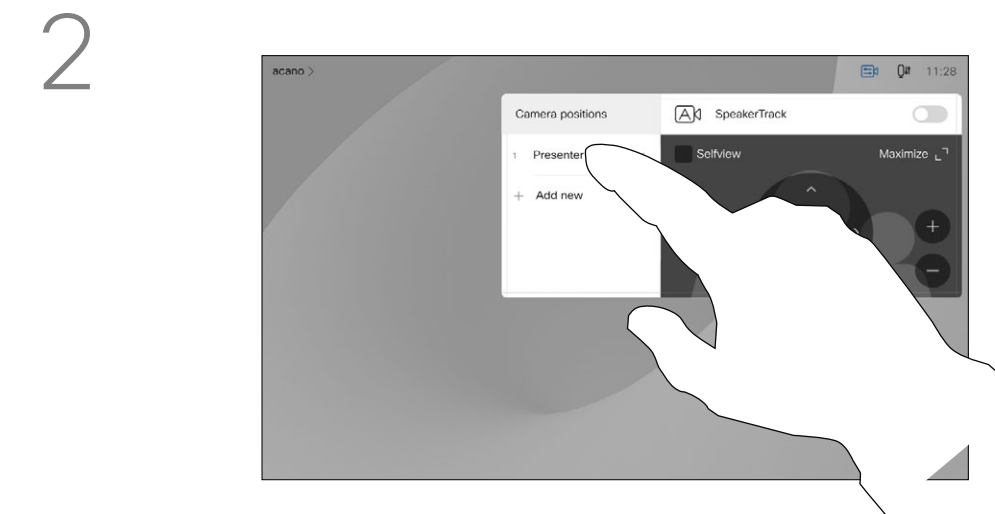 2
acano >
11:28
Camera positions
SpeakerTrack
1 Presenter
Selfview
Maximize
+ Add new
+
−